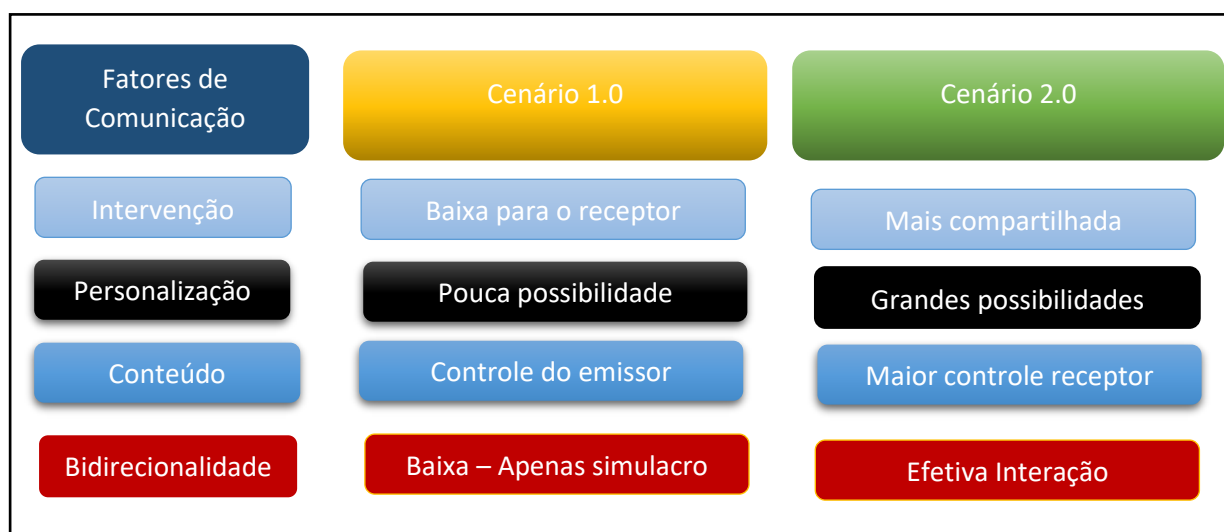 Fatores de
Comunicação
Cenário 1.0
Cenário 2.0
Intervenção
Baixa para o receptor
Mais compartilhada
Personalização
Pouca possibilidade
Grandes possibilidades
Conteúdo
Controle do emissor
Maior controle receptor
Bidirecionalidade
Baixa – Apenas simulacro
Efetiva Interação